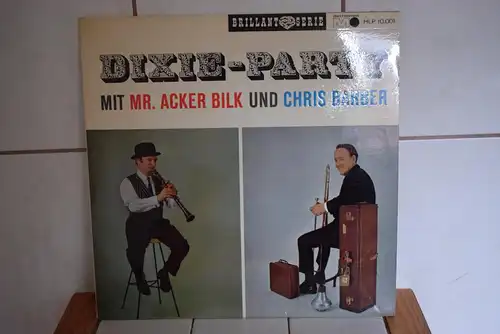 BRILLANT SERIE
M HLP 10.001
DIXIE-PARTY
MIT MR. ACKER BILK UND CHRIS BARBER